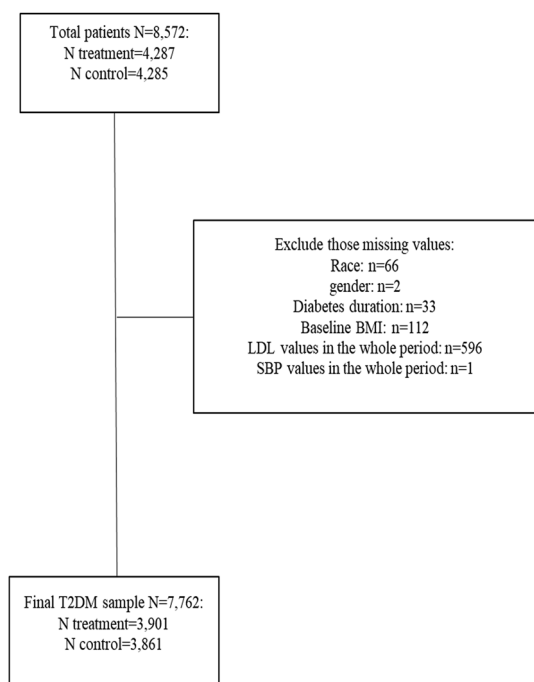 Total patients N=8,572:
N treatment=4,287
N control=4,285
Exclude those missing values:
Race: n=66
gender: n=2
Diabetes duration: n=33
Baseline BMI: n=112
LDL values in the whole period: n=596
SBP values in the whole period: n=1
Final T2DM sample N=7,762:
N treatment=3,901
N control=3,861